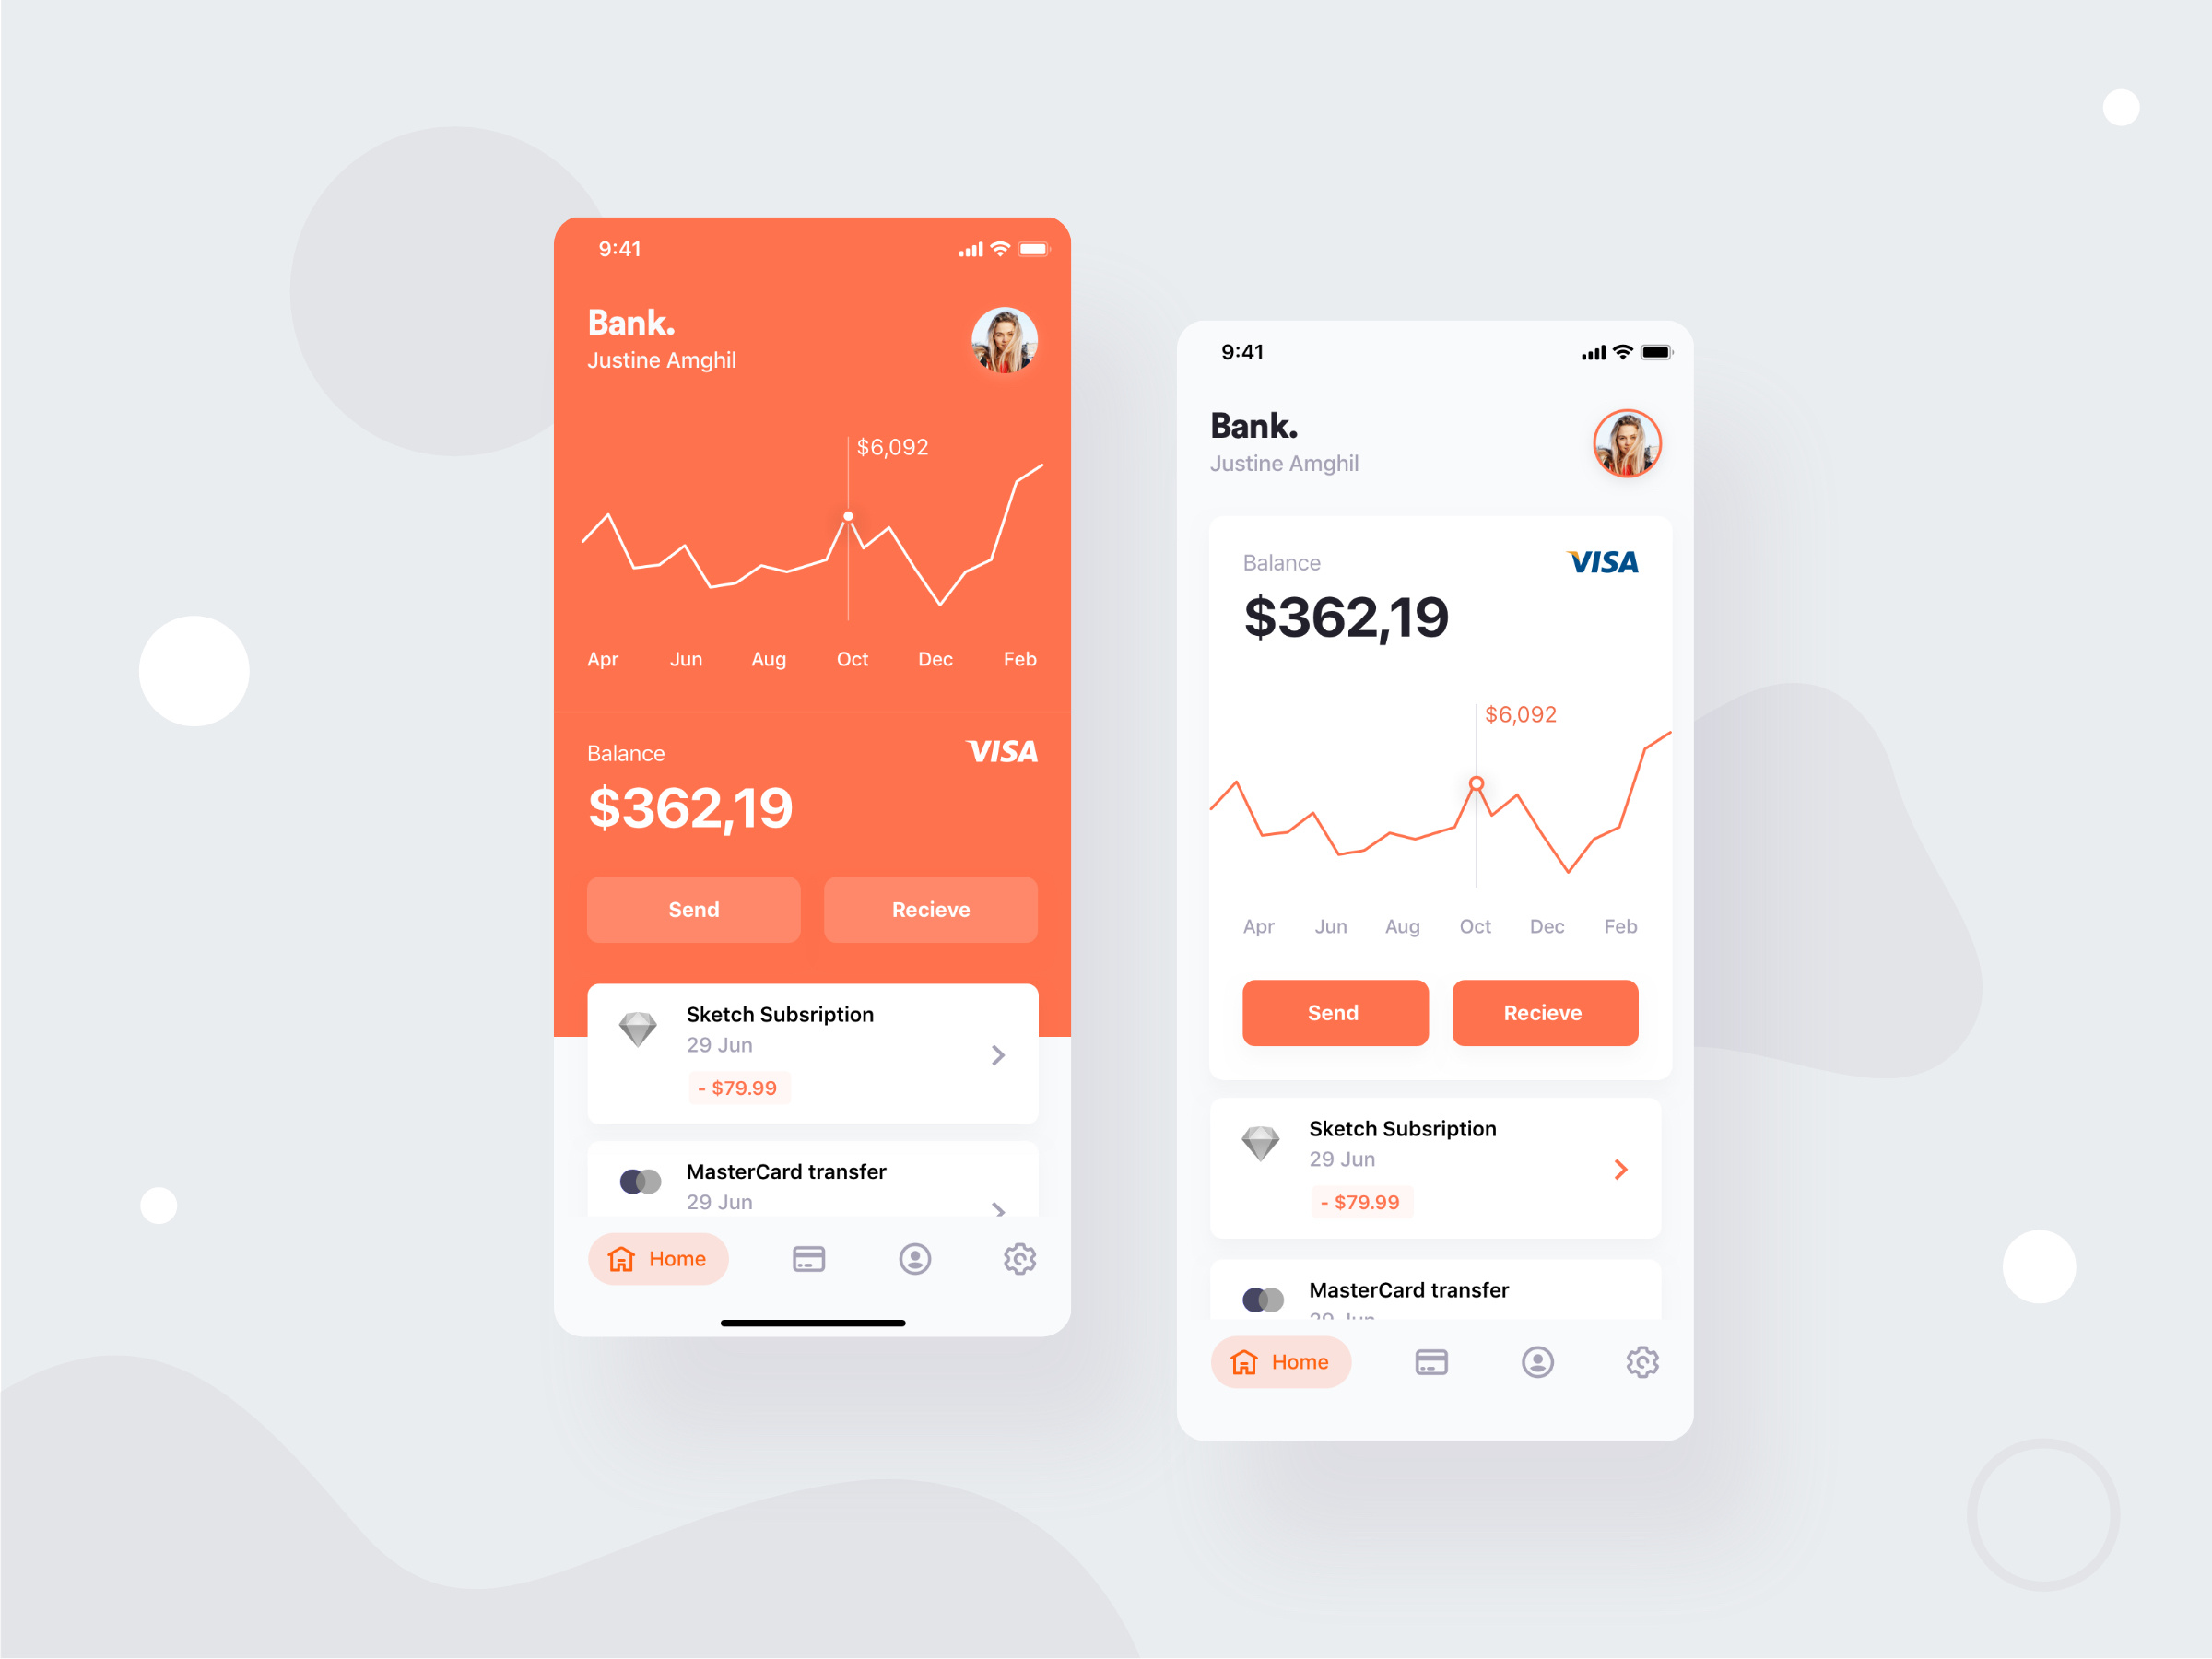 9:41
Bank.
Justine Amghil
$6,092
Apr Jun Aug Oct Dec Feb
Balance
VISA
$362,19
Send Recieve
Sketch Subsription
29 Jun
- $79.99
MasterCard transfer
29 Jun
Home
9:41
Bank.
Justine Amghil
Balance
VISA
$362,19
$6,092
Apr Jun Aug Oct Dec Feb
Send Recieve
Sketch Subsription
29 Jun
- $79.99
MasterCard transfer
29 Jun
Home